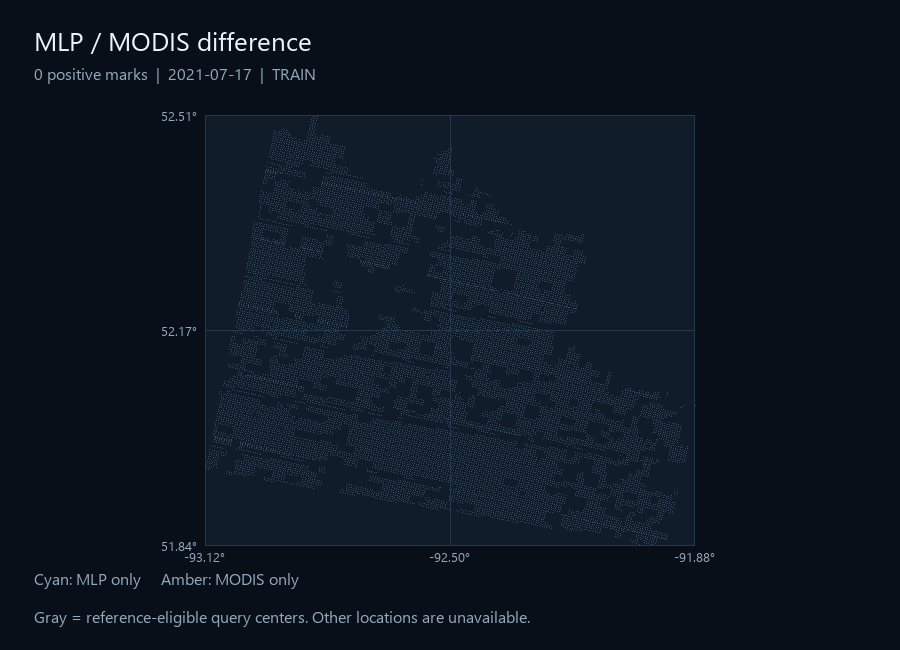 MLP / MODIS difference
0 positive marks | 2021-07-17 | TRAIN
52.51°
52.17°
51.84°
-93.12° -92.50° -91.88°
Cyan: MLP only Amber: MODIS only
Gray = reference-eligible query centers. Other locations are unavailable.